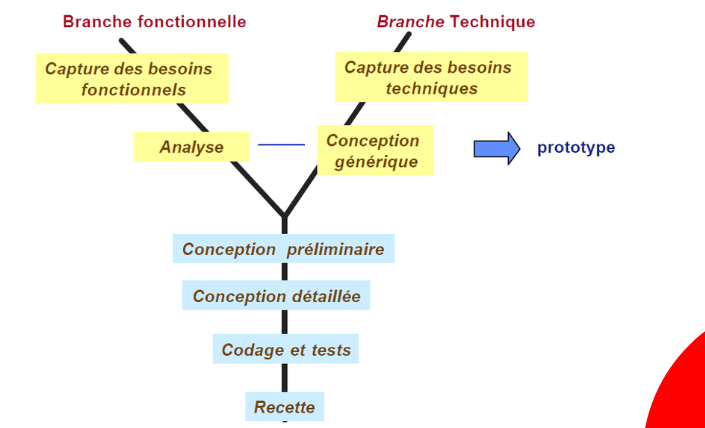 Branche fonctionnelle
Branche Technique
Capture des besoins
fonctionnels
Capture des besoins
techniques
Analyse
Conception
générique
prototype
Conception préliminaire
Conception détaillée
Codage et tests
Recette